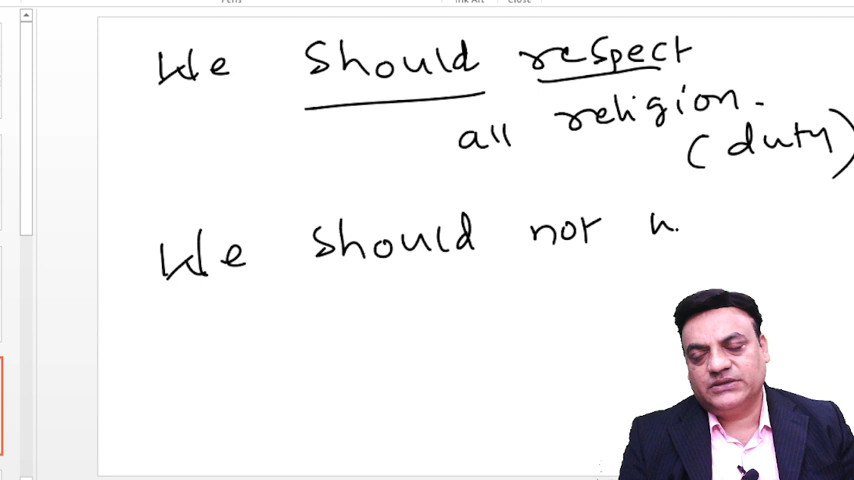 We should respect
all religion.
(duty)
We should not